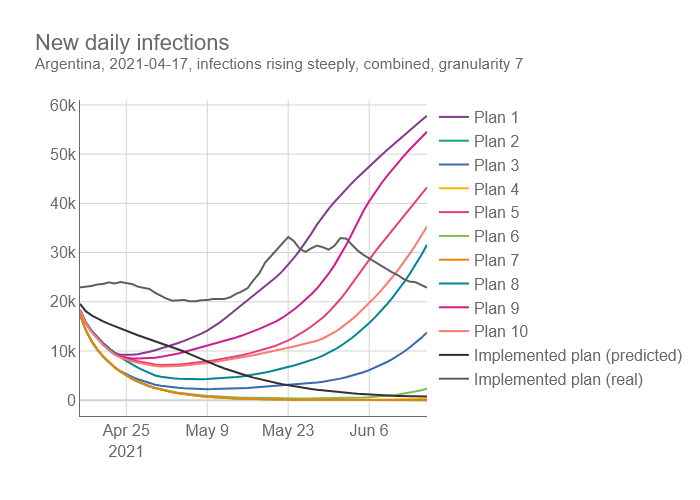 New daily infections
Argentina, 2021-04-17, infections rising steeply, combined, granularity 7
60k
50k
40k
30k
20k
10k
0
Apr 25
2021
May 9
May 23
Jun 6
Plan 1
Plan 2
Plan 3
Plan 4
Plan 5
Plan 6
Plan 7
Plan 8
Plan 9
Plan 10
Implemented plan (predicted)
Implemented plan (real)